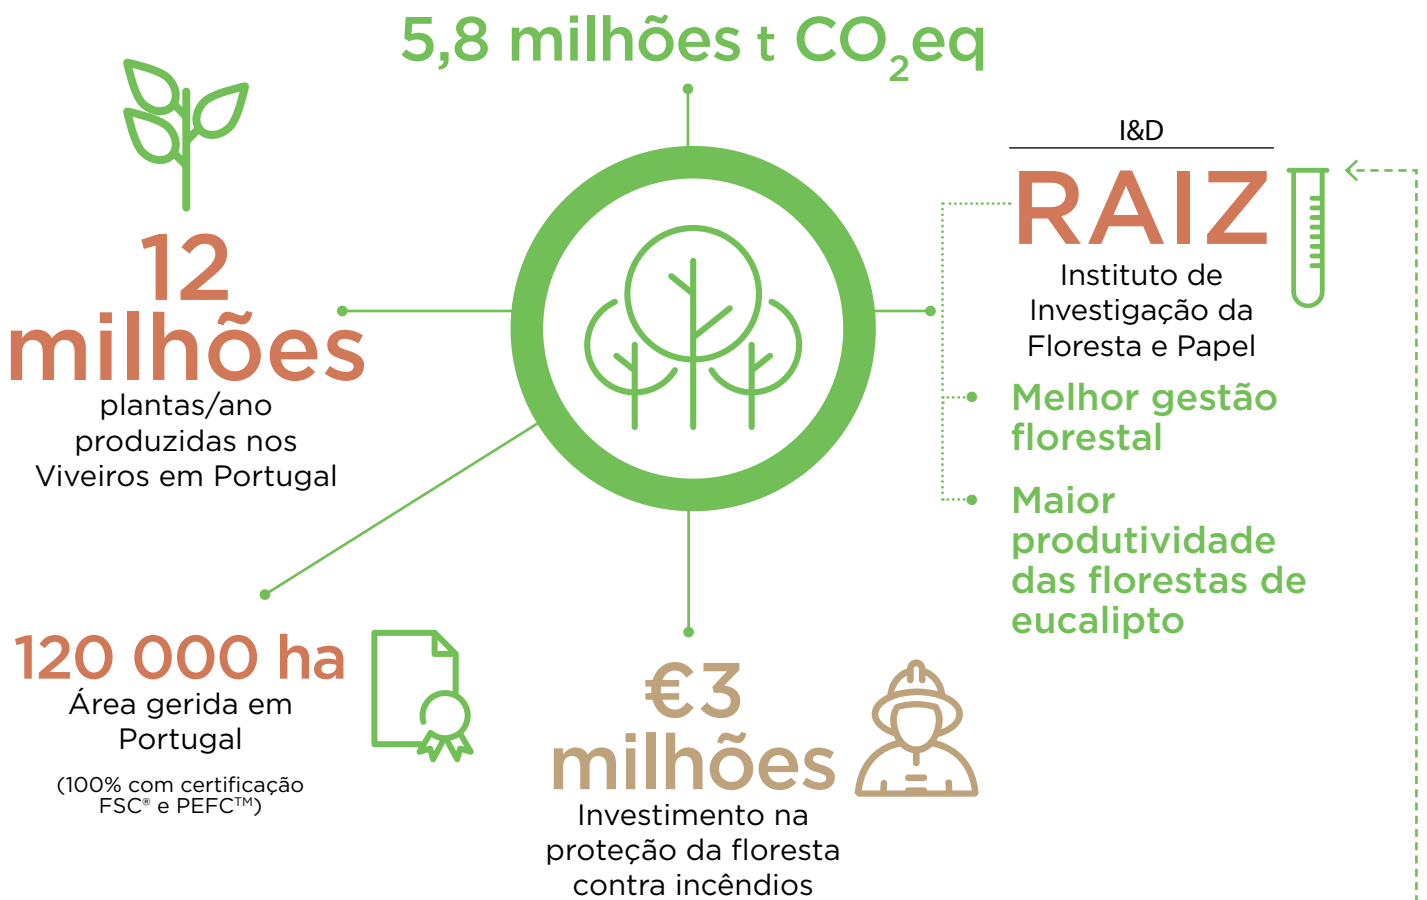 5,8 milhões t CO₂eq
12
milhões
plantas/ano
produzidas nos
Viveiros em Portugal
I&D
RAIZ
Instituto de
Investigação da
Floresta e Papel
Melhor gestão
florestal
Maior
produtividade
das florestas de
eucalipto
120 000 ha
Área gerida em
Portugal
(100% com certificação
FSC® e PEFC™)
€3
milhões
Investimento na
proteção da floresta
contra incêndios